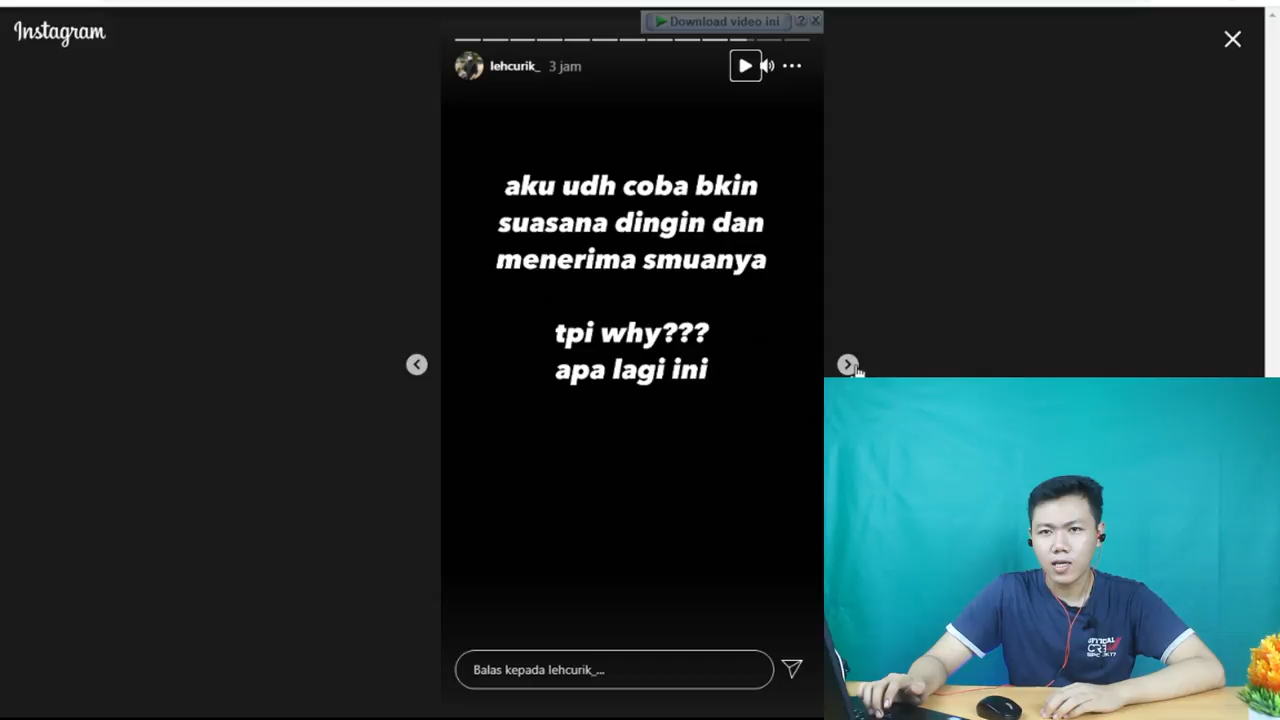 Instagram
Download video ini
lehcurik_ 3 jam
aku udh coba bkin
suasana dingin dan
menerima smuanya
tpi why???
apa lagi ini
Balas kepada lehcurik_...